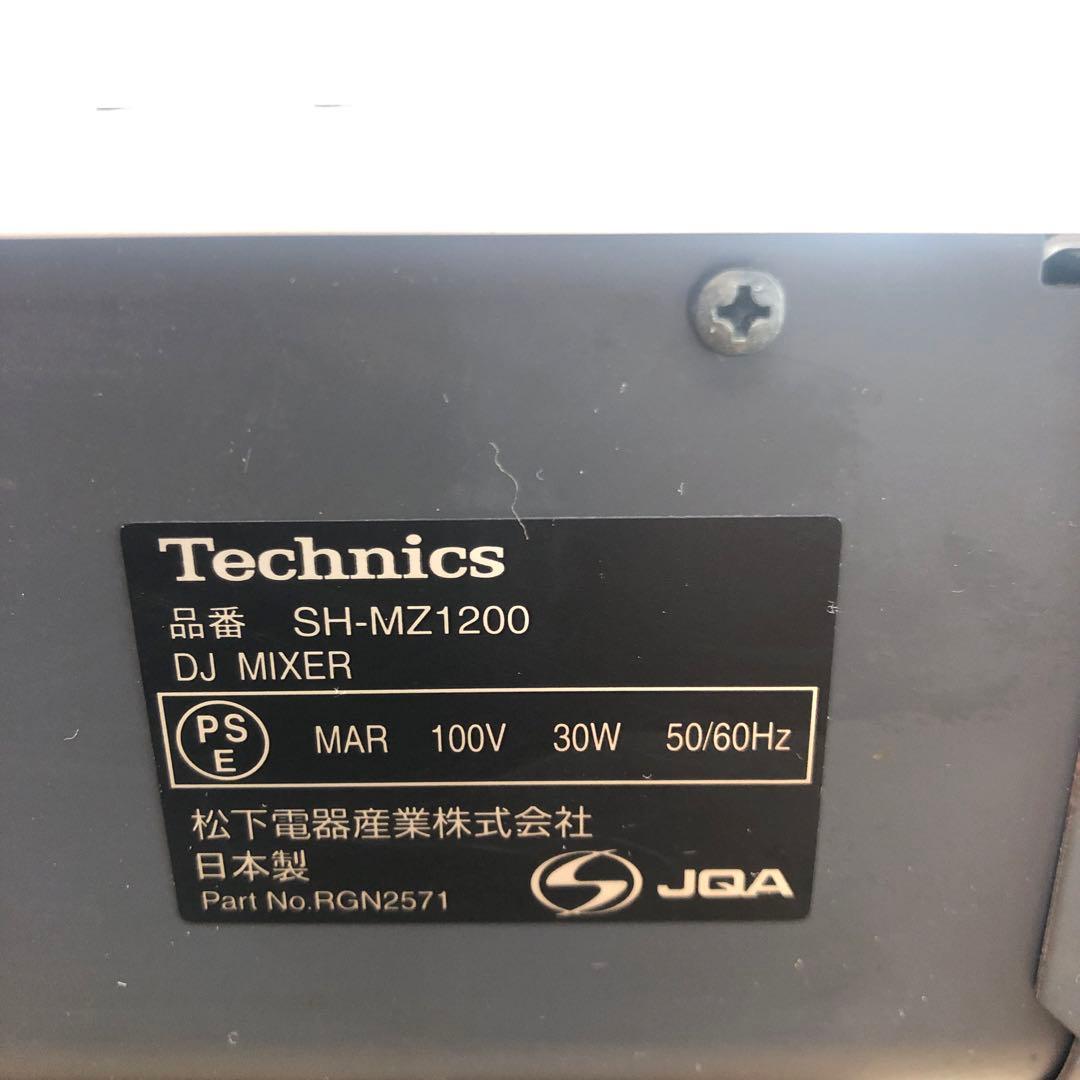 Technics
品番 SH-MZ1200
DJ MIXER
PS E MAR 100V 30W 50/60Hz
松下電器産業株式会社
日本製
Part No.RGN2571
JQA